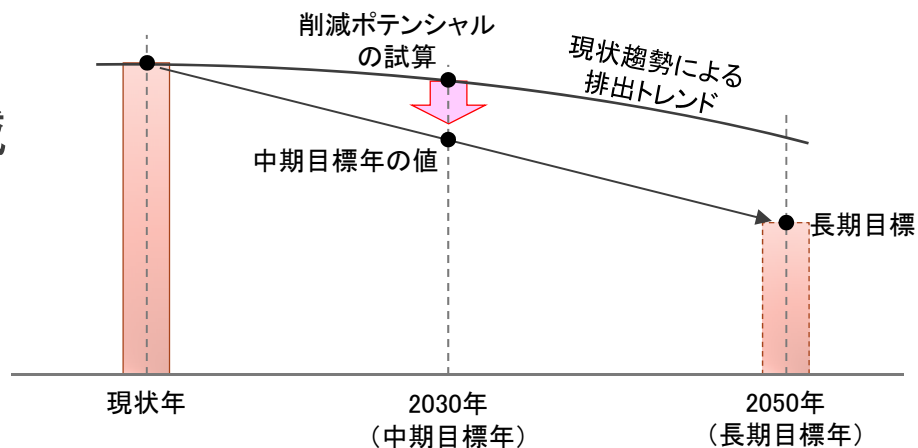 削減ポテンシャル
の試算
現状趨勢による
排出トレンド
中期目標年の値
長期目標
現状年
2030年
（中期目標年）
2050年
（長期目標年）